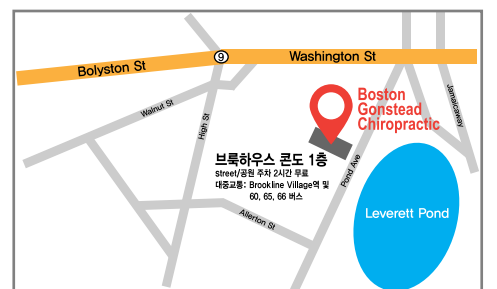 Bolyston St
9
Washington St
Walnut St
High St
Jamaicaway
Boston
Gonstead
Chiropractic
브룩하우스 콘도 1층
street/공원 주차 2시간 무료
대중교통: Brookline Village역 및
60, 65, 66 버스
Pond Ave
Allerton St
Leverett Pond